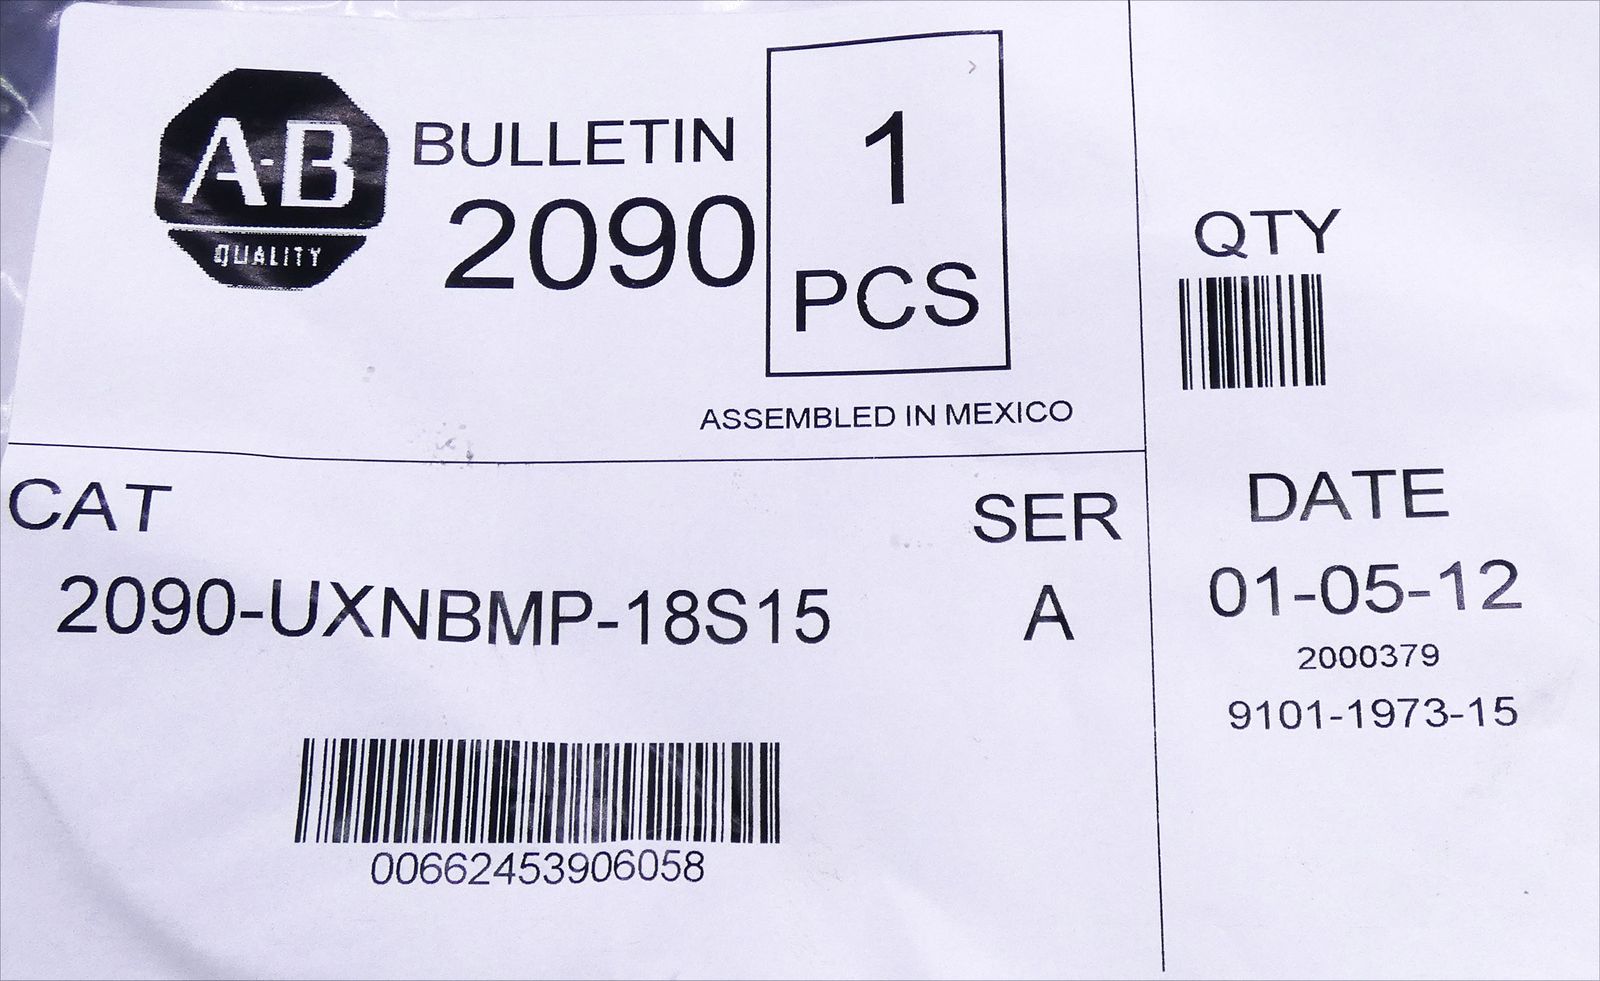 A-B
QUALITY
BULLETIN
2090
1
PCS
ASSEMBLED IN MEXICO
QTY
CAT
2090-UXNBMP-18S15
SER
A
00662453906058
DATE
01-05-12
2000379
9101-1973-15